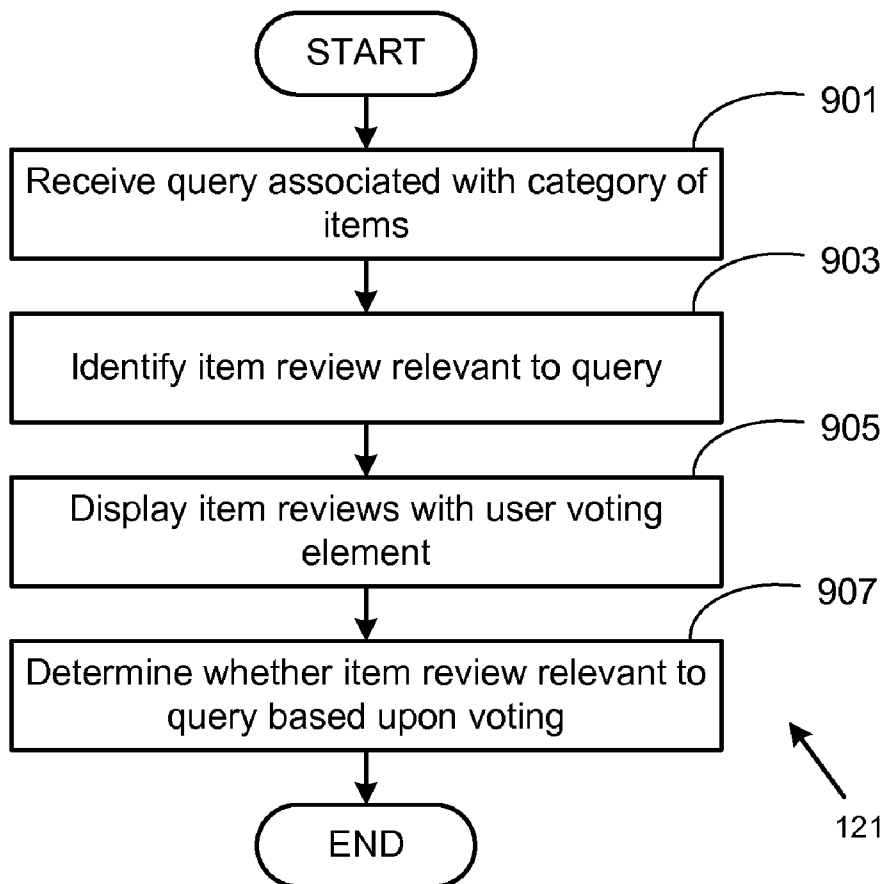 START
901
Receive query associated with category of
items
903
Identify item review relevant to query
905
Display item reviews with user voting
element
907
Determine whether item review relevant to
query based upon voting
END
121